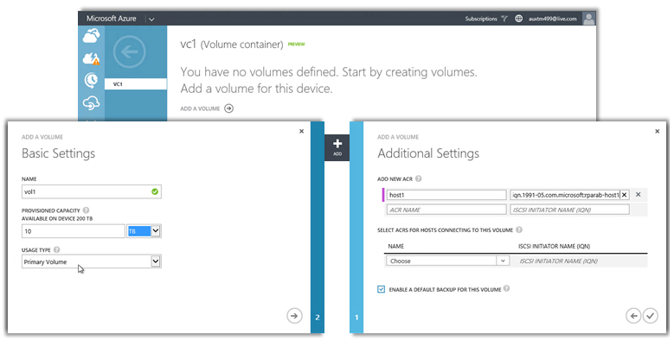 Microsoft Azure
Subscriptions
auxtm499@live.com
vc1 (Volume container) PREVIEW
You have no volumes defined. Start by creating volumes.
Add a volume for this device.
VC1
ADD A VOLUME
ADD A VOLUME
Basic Settings
NAME
vol1
PROVISIONED CAPACITY ?
AVAILABLE ON DEVICE 200 TB
10 TB
USAGE TYPE ?
Primary Volume
2
ADD
ADD A VOLUME
Additional Settings
ADD NEW ACR ?
host1 iqn.1991-05.com.microsoft:rparab-host1
ACR NAME ISCSI INITIATOR NAME (IQN)
SELECT ACRS FOR HOSTS CONNECTING TO THIS VOLUME ?
NAME ISCSI INITIATOR NAME (IQN)
Choose ISCSI INITIATOR NAME (IQN)
ENABLE A DEFAULT BACKUP FOR THIS VOLUME ?
1